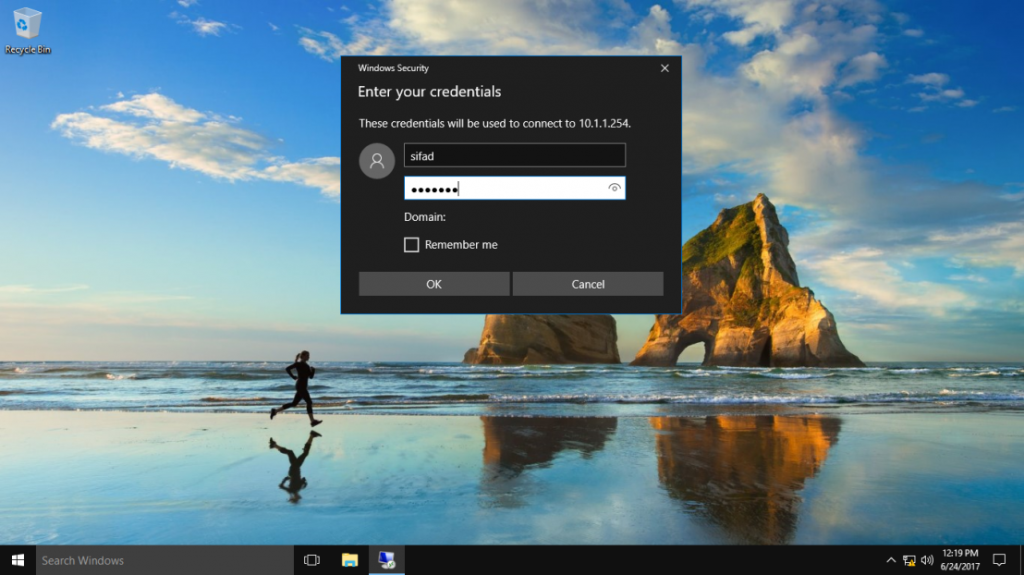 Recycle Bin
Windows Security
Enter your credentials
These credentials will be used to connect to 10.1.1.254.
sifad
•••••••
Domain:
Remember me
OK
Cancel
Search Windows
12:19 PM
6/24/2017